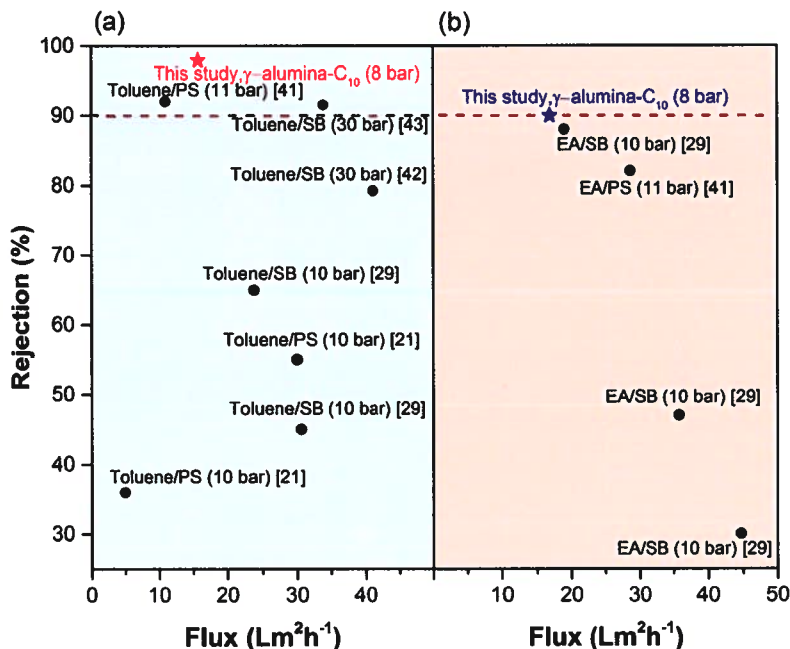 (a)
(b)
100
90
80
70
60
50
40
30
Rejection (%)
This study,γ–alumina-C₁₀ (8 bar)
Toluene/PS (11 bar) [41]
Toluene/SB (30 bar) [43]
Toluene/SB (30 bar) [42]
Toluene/SB (10 bar) [29]
Toluene/PS (10 bar) [21]
Toluene/SB (10 bar) [29]
Toluene/PS (10 bar) [21]
This study,γ–alumina-C₁₀ (8 bar)
EA/SB (10 bar) [29]
EA/PS (11 bar) [41]
EA/SB (10 bar) [29]
EA/SB (10 bar) [29]
0 10 20 30 40 0 10 20 30 40 50
Flux (Lm²h⁻¹)
Flux (Lm²h⁻¹)